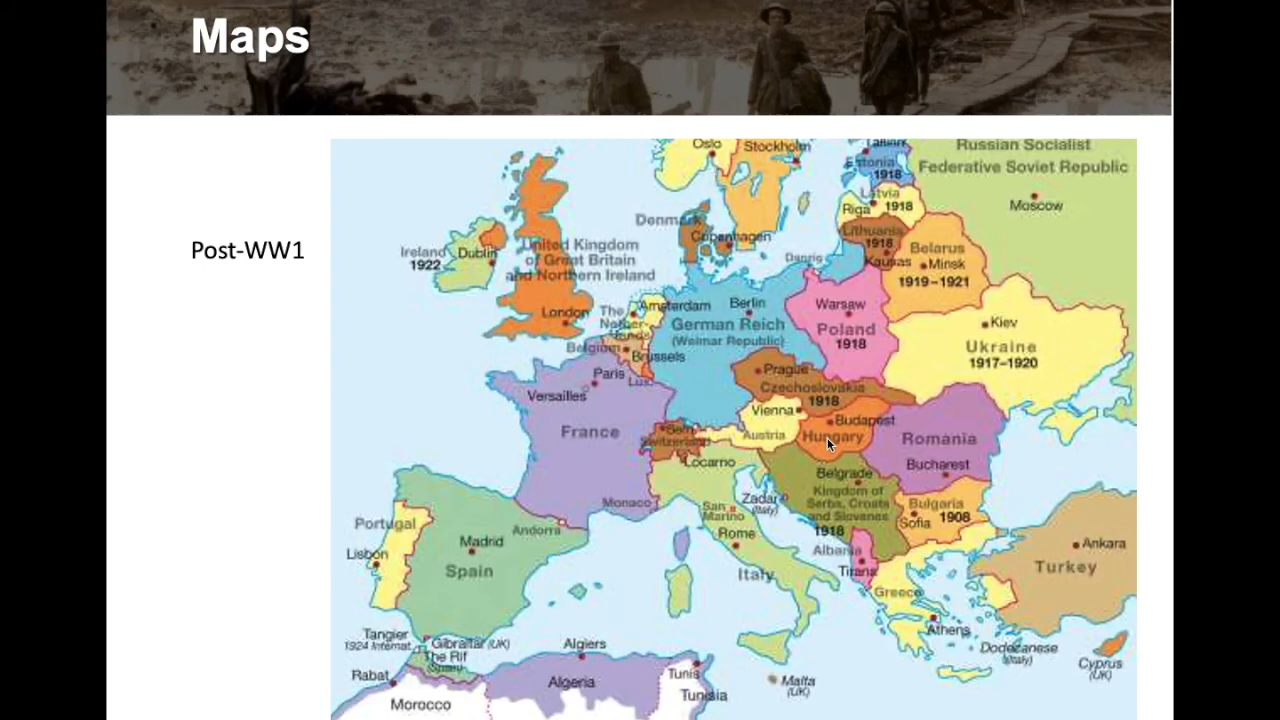 Maps
Post-WW1
Oslo
Stockholm
Tallinn
Estonia
1918
Russian Socialist
Federative Soviet Republic
Moscow
Latvia
Riga
1918
Lithuania
1918
Kaunas
Belarus
Minsk
1919–1921
Denmark
Copenhagen
Danzig
Ireland
1922
Dublin
United Kingdom
of Great Britain
and Northern Ireland
London
The
Nether-
lands
Amsterdam
Belgium
Brussels
Lux.
Berlin
German Reich
(Weimar Republic)
Warsaw
Poland
1918
Kiev
Ukraine
1917–1920
Paris
Versailles
France
Prague
Czechoslovakia
1918
Vienna
Austria
Budapest
Hungary
Romania
Bucharest
Bern
Switzerland
Locarno
Monaco
San
Marino
Zadar
(Italy)
Rome
Italy
Belgrade
Kingdom of
Serbs, Croats
and Slovenes
1918
Bulgaria
1908
Sofia
Albania
Tirana
Greece
Athens
Ankara
Turkey
Dodecanese
(Italy)
Cyprus
(UK)
Portugal
Lisbon
Madrid
Spain
Andorra
Tangier
1924 Internat.
Gibraltar (UK)
The Rif
(Spain)
Rabat
Morocco
Algiers
Algeria
Tunis
Tunisia
Malta
(UK)